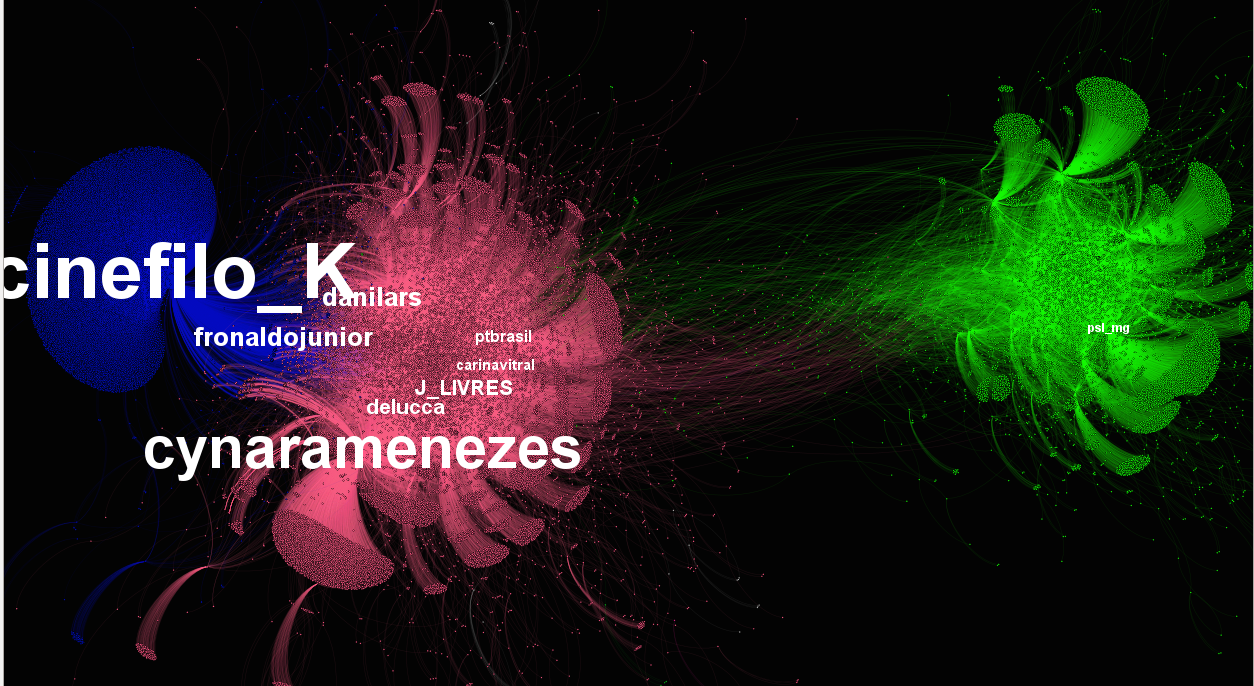 cinefilo_K
danilars
fronaldojunior
ptbrasil
psl_mg
carinavitral
J_LIVRES
delucca
cynaramenezes